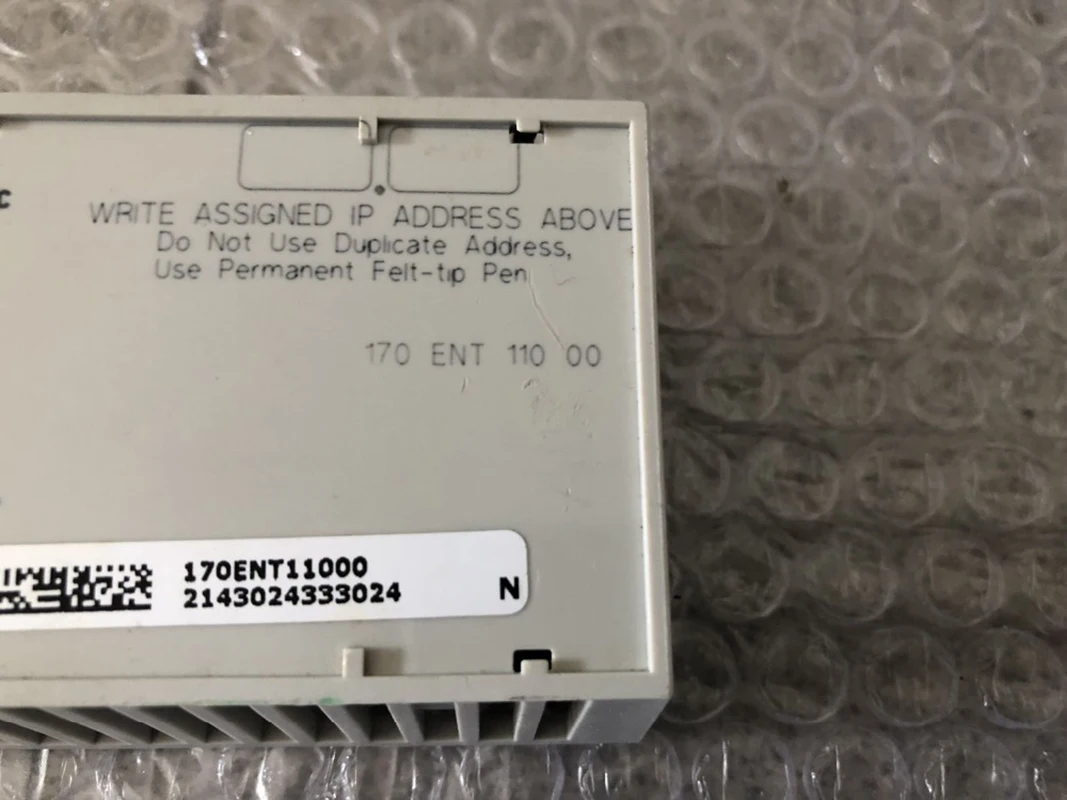 c
WRITE ASSIGNED IP ADDRESS ABOVE
Do Not Use Duplicate Address,
Use Permanent Felt-tip Pen
170 ENT 110 00
170ENT11000
2143024333024
N